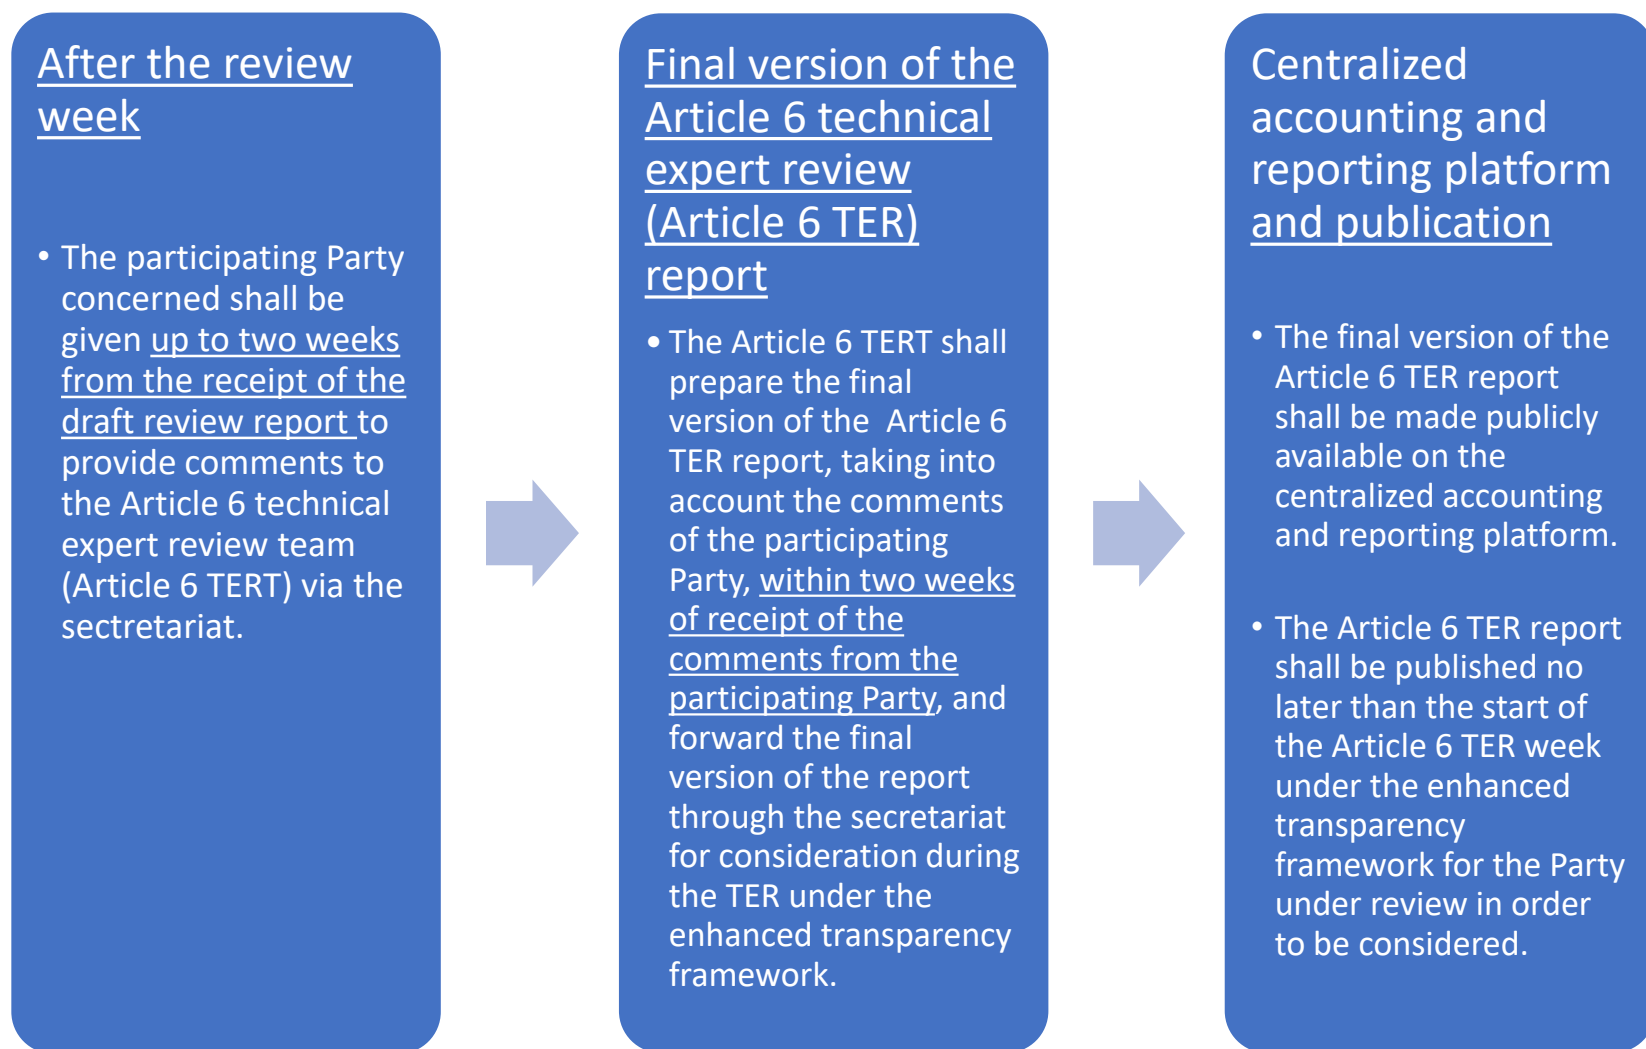 After the review
week
• The participating Party
concerned shall be
given up to two weeks
from the receipt of the
draft review report to
provide comments to
the Article 6 technical
expert review team
(Article 6 TERT) via the
sectretariat.
Final version of the
Article 6 technical
expert review
(Article 6 TER)
report
• The Article 6 TERT shall
prepare the final
version of the Article 6
TER report, taking into
account the comments
of the participating
Party, within two weeks
of receipt of the
comments from the
participating Party, and
forward the final
version of the report
through the secretariat
for consideration during
the TER under the
enhanced transparency
framework.
Centralized
accounting and
reporting platform
and publication
• The final version of the
Article 6 TER report
shall be made publicly
available on the
centralized accounting
and reporting platform.
• The Article 6 TER report
shall be published no
later than the start of
the Article 6 TER week
under the enhanced
transparency
framework for the Party
under review in order
to be considered.